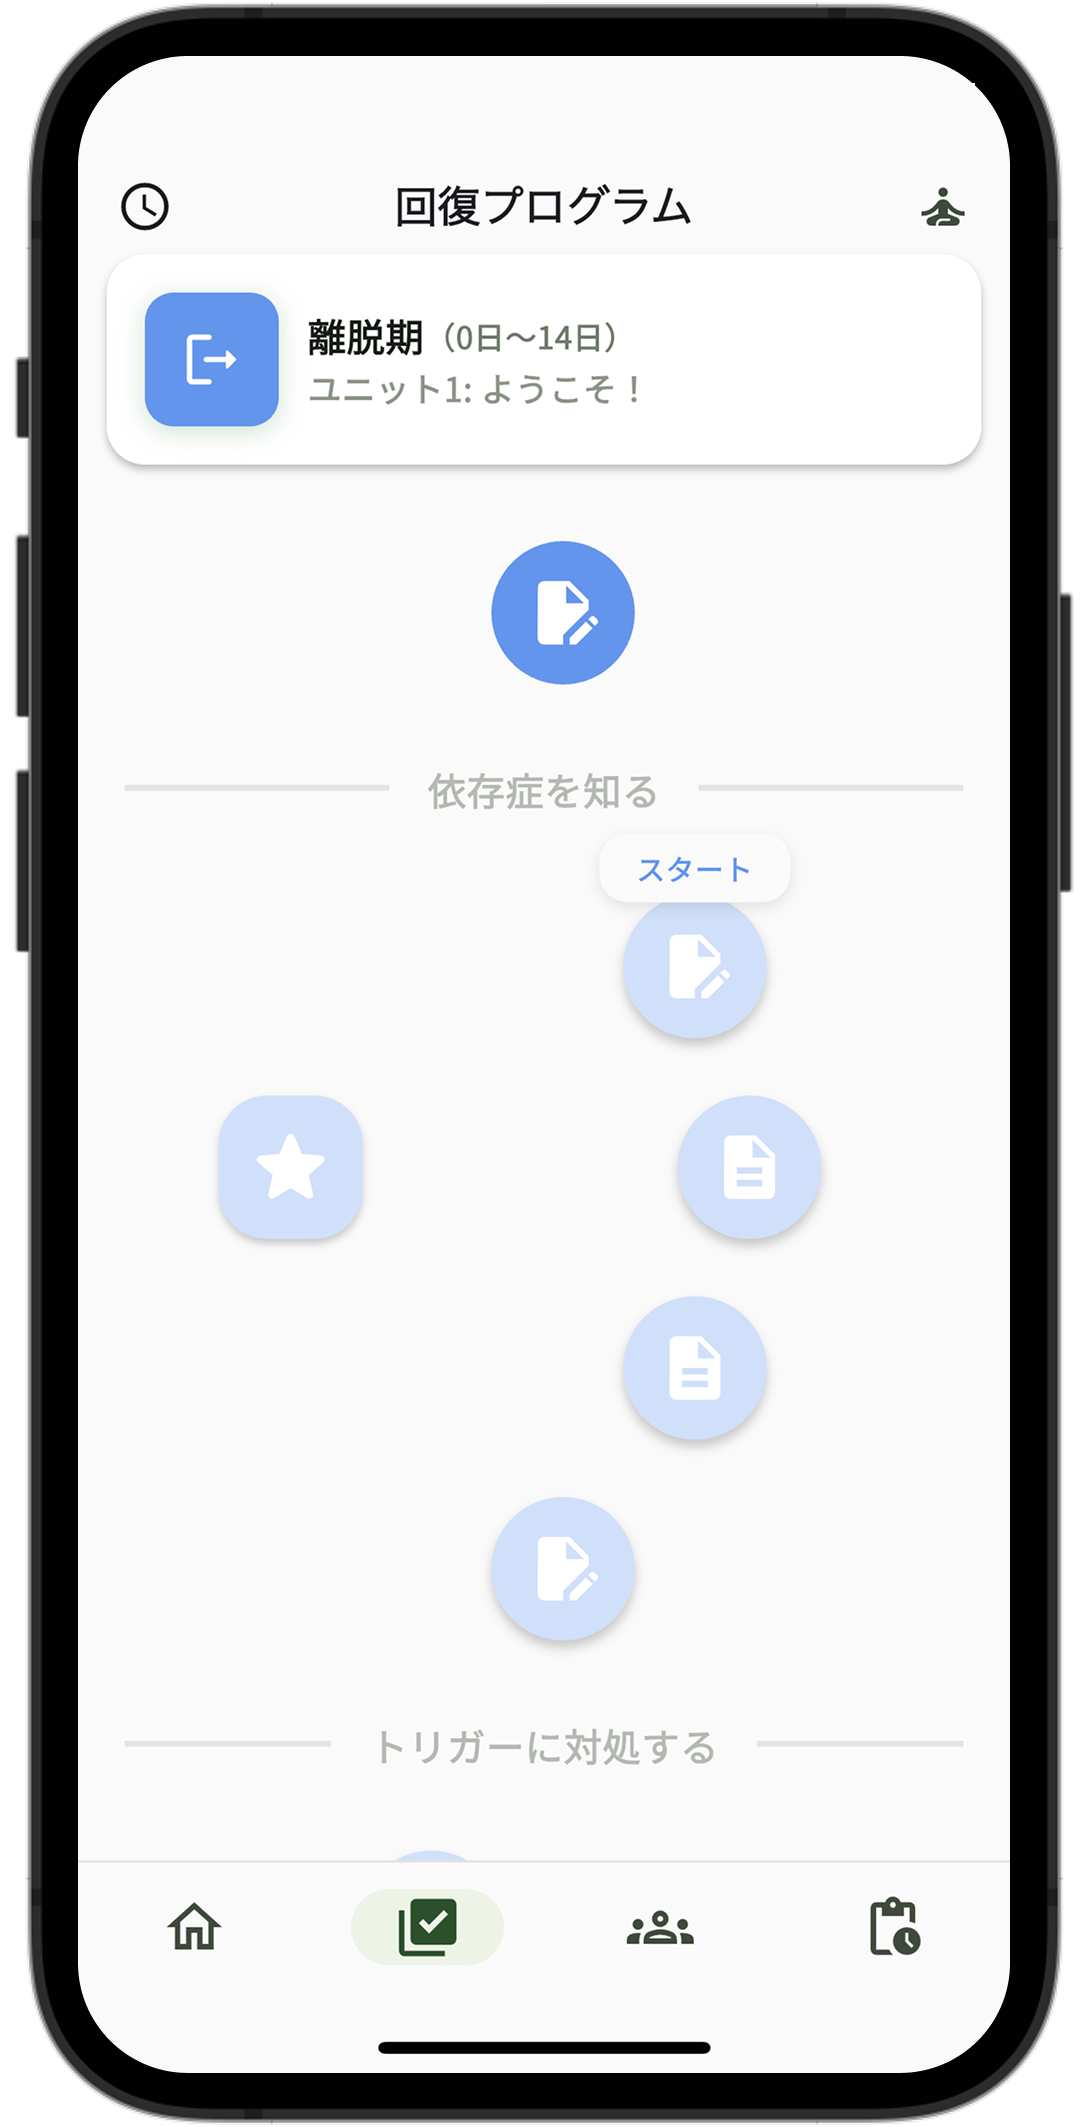 回復プログラム
離脱期（0日〜14日）
ユニット1: ようこそ！
依存症を知る
スタート
トリガーに対処する